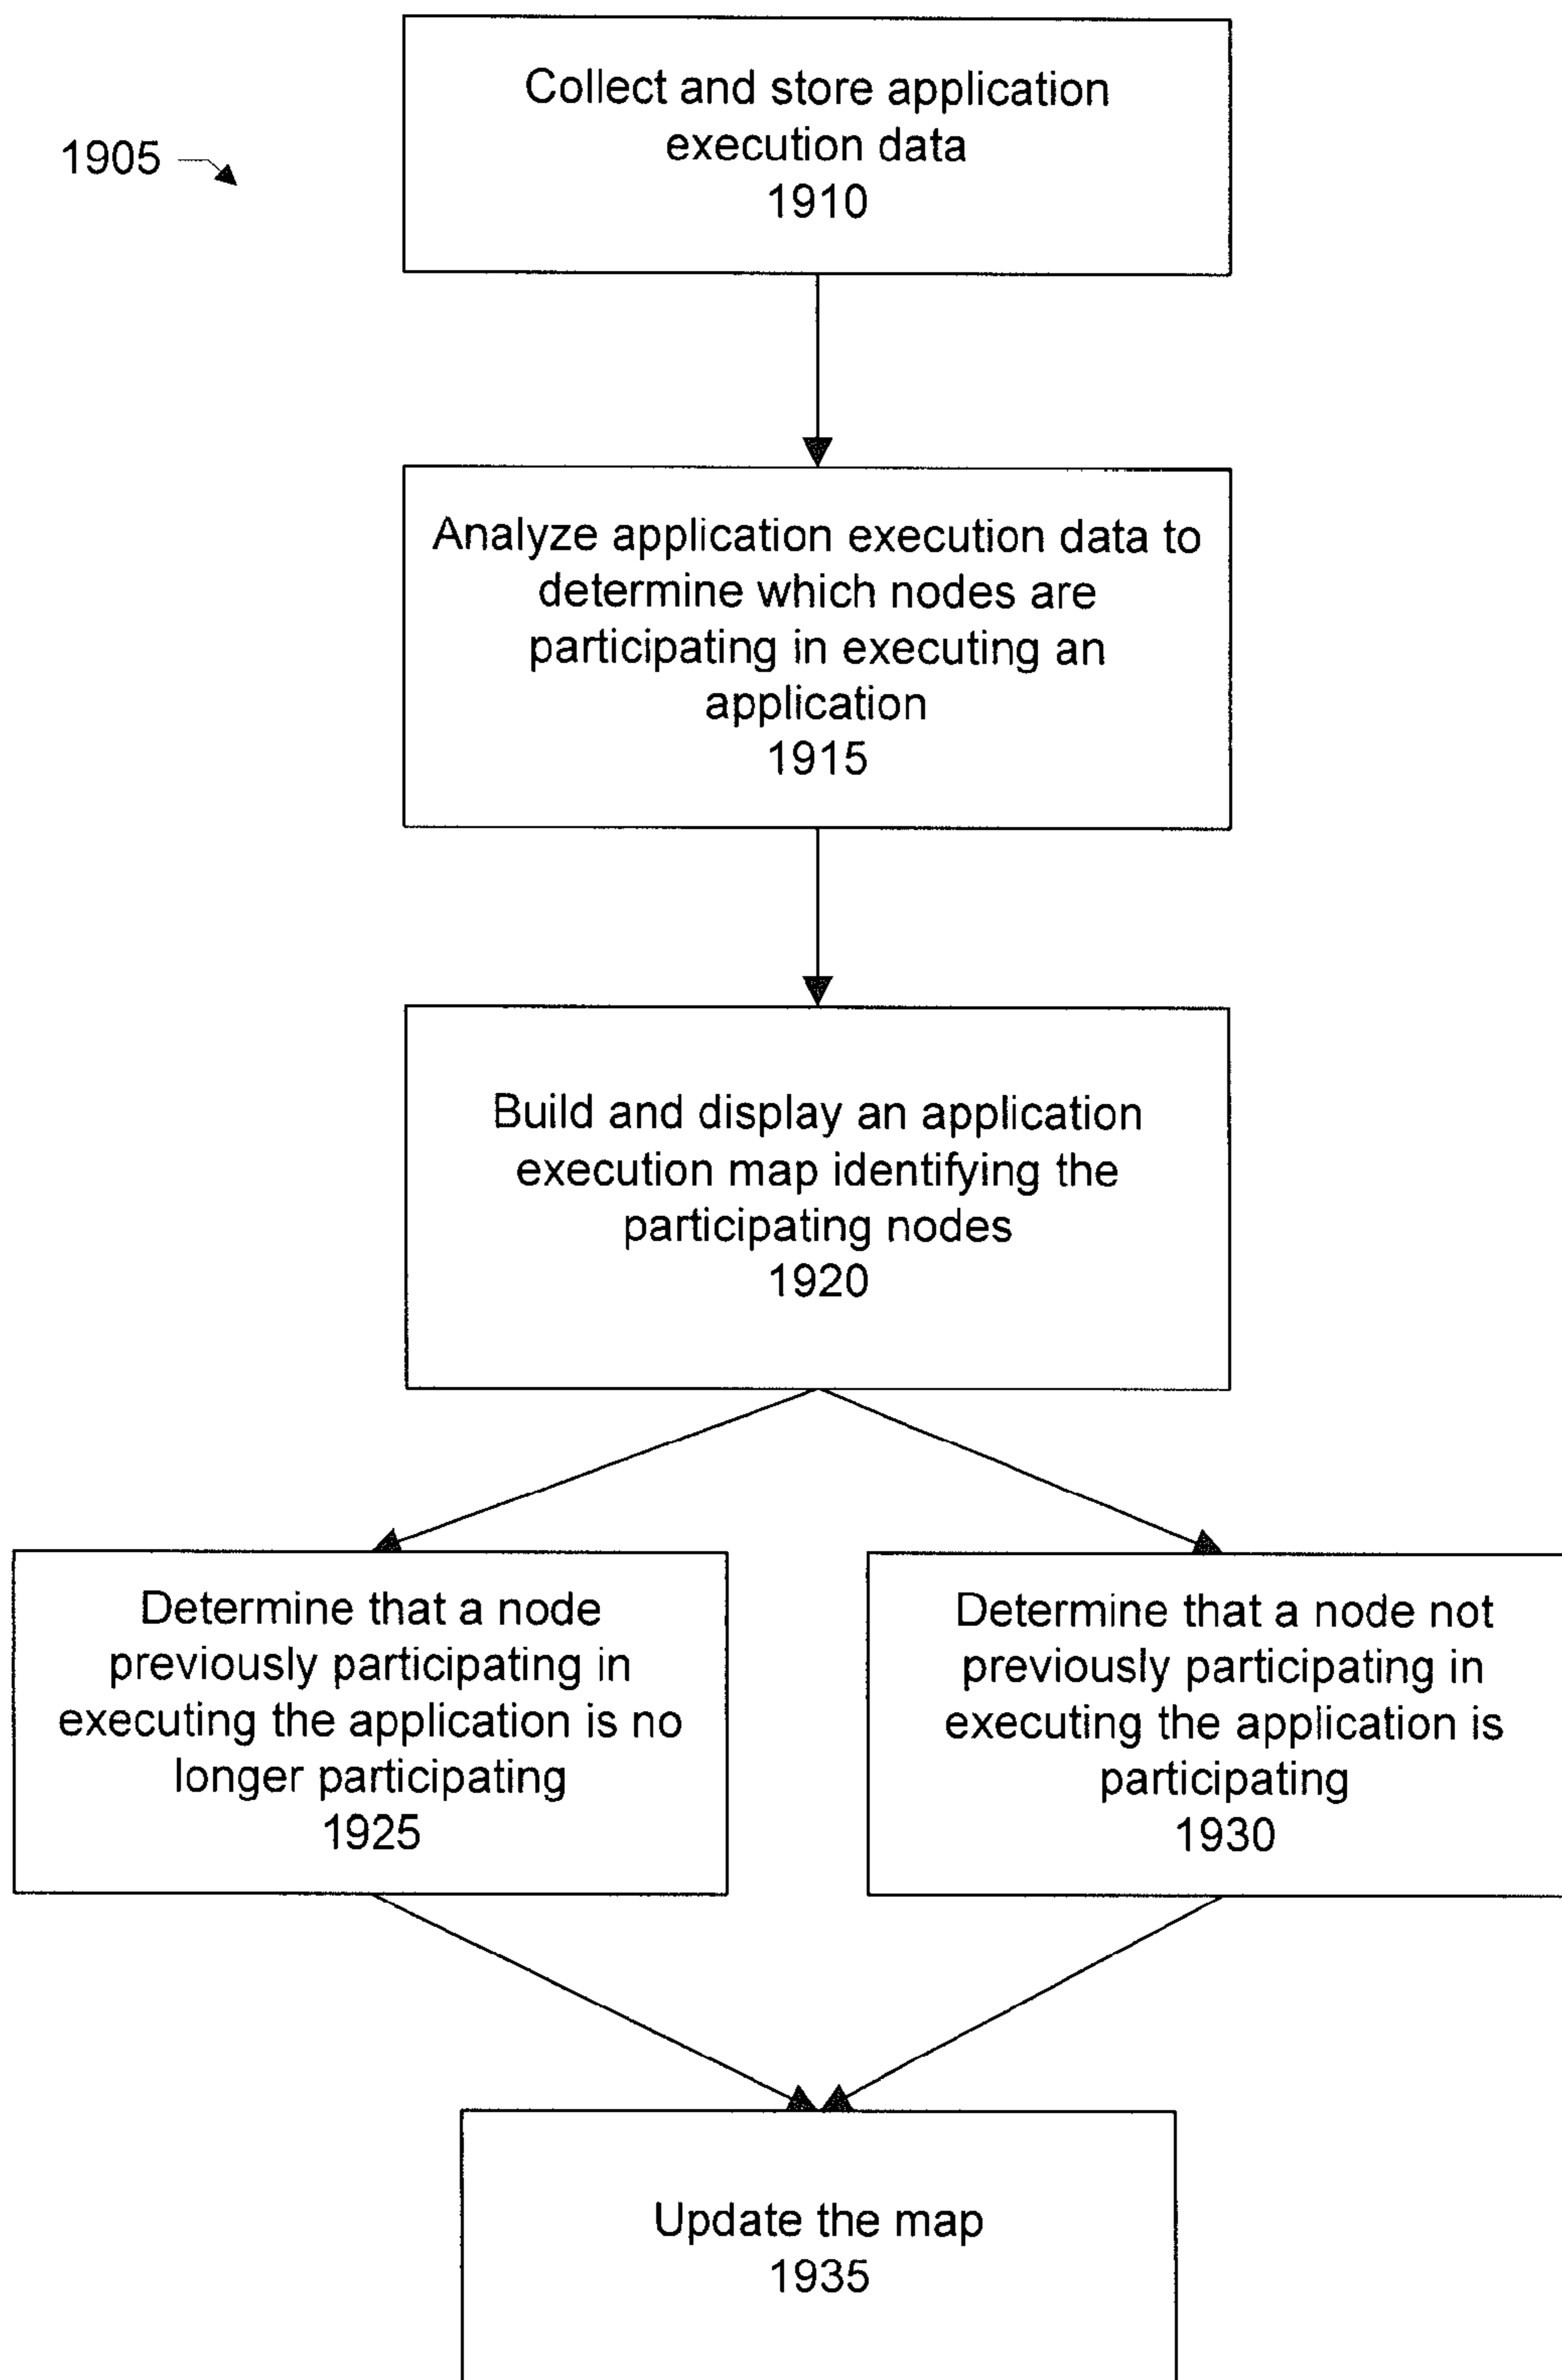 1905
Collect and store application
execution data
1910
Analyze application execution data to
determine which nodes are
participating in executing an
application
1915
Build and display an application
execution map identifying the
participating nodes
1920
Determine that a node
previously participating in
executing the application is no
longer participating
1925
Determine that a node not
previously participating in
executing the application is
participating
1930
Update the map
1935